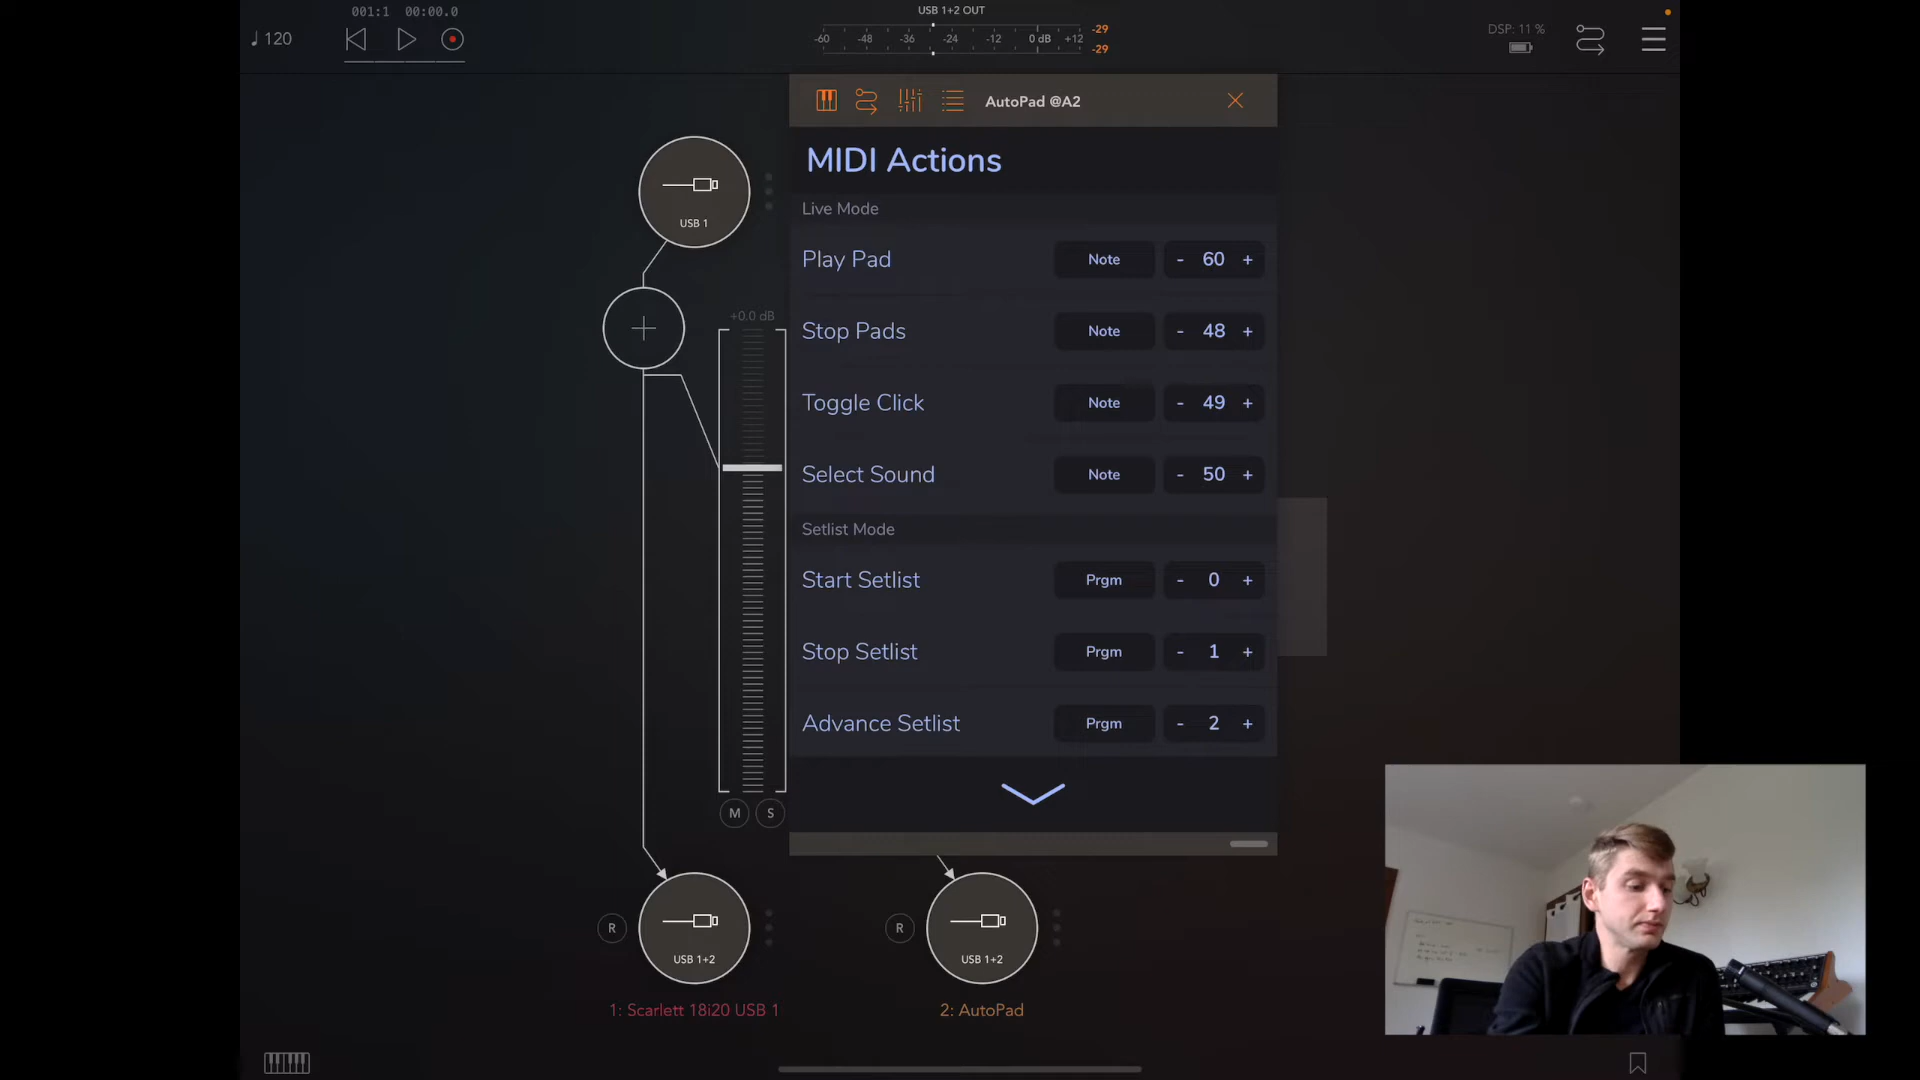 001:1 00:00.0
♩120
USB 1+2 OUT
-60 -48 -36 -24 -12 0 dB +12
-29
-29
DSP: 11 %
AutoPad @A2
MIDI Actions
Live Mode
Play Pad Note - 60 +
Stop Pads Note - 48 +
Toggle Click Note - 49 +
Select Sound Note - 50 +
Setlist Mode
Start Setlist Prgm - 0 +
Stop Setlist Prgm - 1 +
Advance Setlist Prgm - 2 +
USB 1
+0.0 dB
M S
R
USB 1+2
1: Scarlett 18i20 USB 1
R
USB 1+2
2: AutoPad